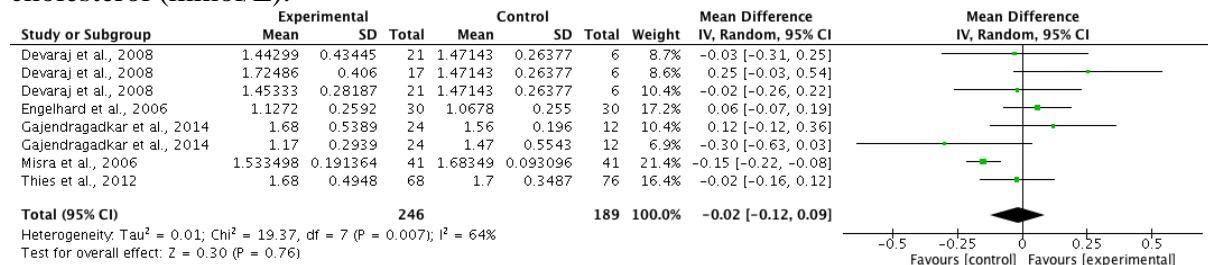 cholesterol (mmol/L).
Experimental Control Mean Difference Mean Difference
Study or Subgroup Mean SD Total Mean SD Total Weight IV, Random, 95% CI IV, Random, 95% CI
Devaraj et al., 2008 1.44299 0.43445 21 1.47143 0.26377 6 8.7% -0.03 [-0.31, 0.25]
Devaraj et al., 2008 1.72486 0.406 17 1.47143 0.26377 6 8.6% 0.25 [-0.03, 0.54]
Devaraj et al., 2008 1.45333 0.28187 21 1.47143 0.26377 6 10.4% -0.02 [-0.26, 0.22]
Engelhard et al., 2006 1.1272 0.2592 30 1.0678 0.255 30 17.2% 0.06 [-0.07, 0.19]
Gajendragadkar et al., 2014 1.68 0.5389 24 1.56 0.196 12 10.4% 0.12 [-0.12, 0.36]
Gajendragadkar et al., 2014 1.17 0.2939 24 1.47 0.5543 12 6.9% -0.30 [-0.63, 0.03]
Misra et al., 2006 1.533498 0.191364 41 1.68349 0.093096 41 21.4% -0.15 [-0.22, -0.08]
Thies et al., 2012 1.68 0.4948 68 1.7 0.3487 76 16.4% -0.02 [-0.16, 0.12]
Total (95% CI) 246 189 100.0% -0.02 [-0.12, 0.09]
Heterogeneity: Tau² = 0.01; Chi² = 19.37, df = 7 (P = 0.007); I² = 64%
Test for overall effect: Z = 0.30 (P = 0.76)
-0.5 -0.25 0 0.25 0.5
Favours [control] Favours [experimental]